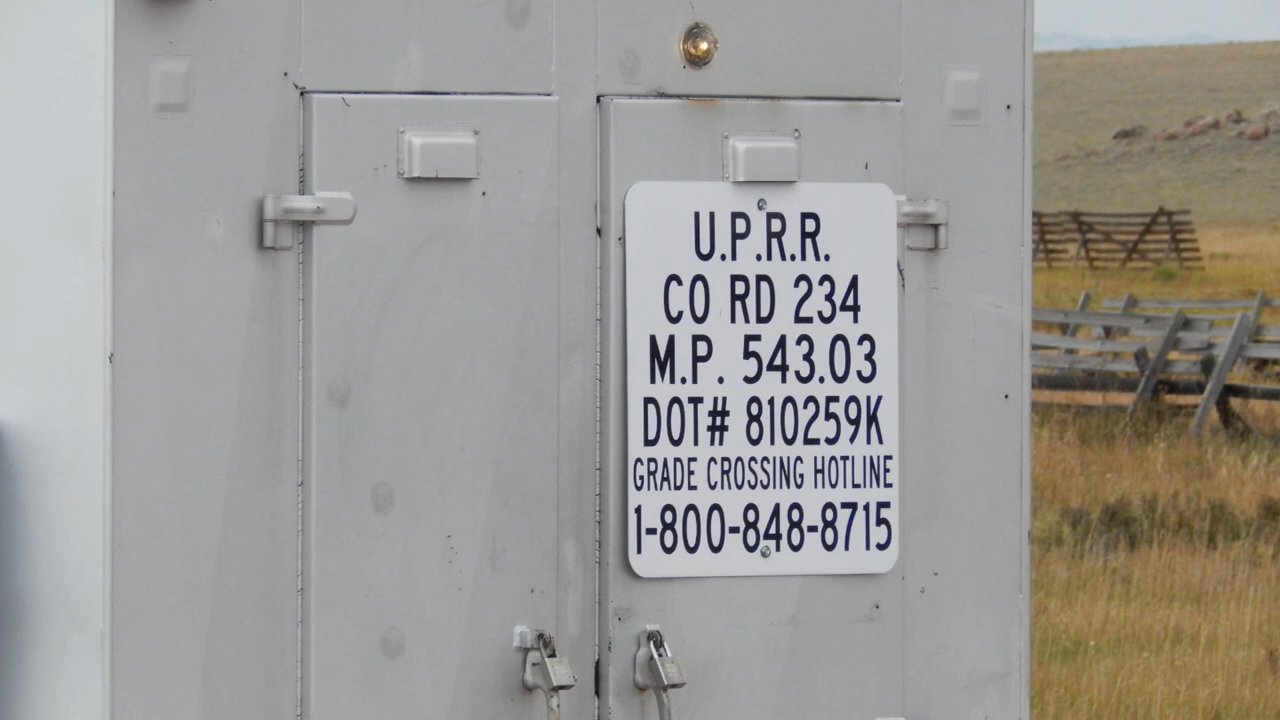 U.P.R.R.
CO RD 234
M.P. 543.03
DOT# 810259K
GRADE CROSSING HOTLINE
1-800-848-8715